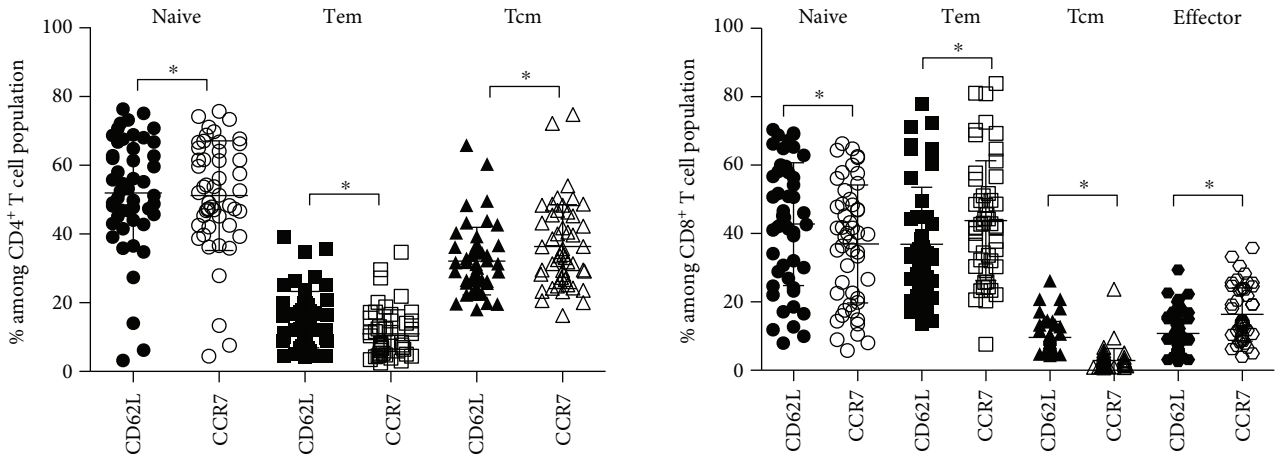 Naive Tem Tcm
% among CD4⁺ T cell population
100
80
60
40
20
0
* * *
CD62L CCR7 CD62L CCR7 CD62L CCR7
Naive Tem Tcm Effector
% among CD8⁺ T cell population
100
80
60
40
20
0
* * * *
CD62L CCR7 CD62L CCR7 CD62L CCR7 CD62L CCR7